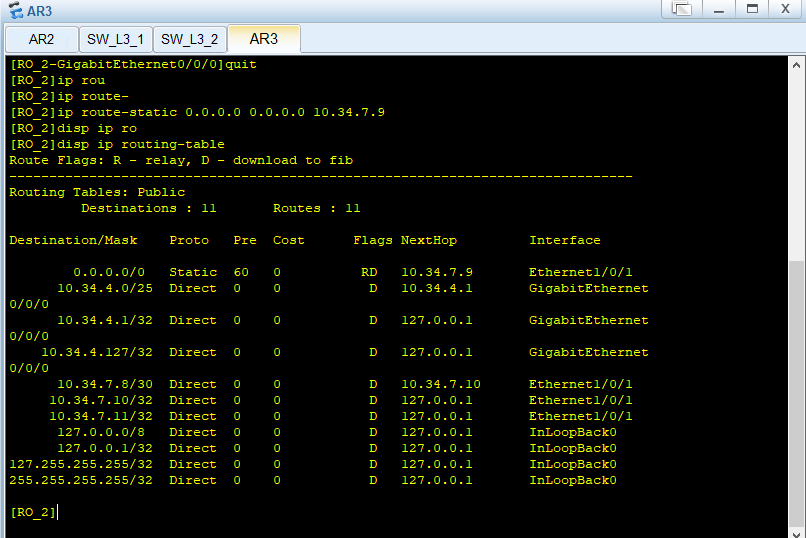 AR3
AR2 SW_L3_1 SW_L3_2 AR3
[RO_2-GigabitEthernet0/0/0]quit
[RO_2]ip rou
[RO_2]ip route-
[RO_2]ip route-static 0.0.0.0 0.0.0.0 10.34.7.9
[RO_2]disp ip ro
[RO_2]disp ip routing-table
Route Flags: R - relay, D - download to fib
------------------------------------------------------------------------------
Routing Tables: Public
         Destinations : 11       Routes : 11

Destination/Mask    Proto   Pre  Cost      Flags NextHop         Interface

        0.0.0.0/0   Static  60   0          RD   10.34.7.9       Ethernet1/0/1
      10.34.4.0/25  Direct  0    0           D   10.34.4.1       GigabitEthernet
0/0/0
      10.34.4.1/32  Direct  0    0           D   127.0.0.1       GigabitEthernet
0/0/0
    10.34.4.127/32  Direct  0    0           D   127.0.0.1       GigabitEthernet
0/0/0
      10.34.7.8/30  Direct  0    0           D   10.34.7.10      Ethernet1/0/1
     10.34.7.10/32  Direct  0    0           D   127.0.0.1       Ethernet1/0/1
     10.34.7.11/32  Direct  0    0           D   127.0.0.1       Ethernet1/0/1
      127.0.0.0/8   Direct  0    0           D   127.0.0.1       InLoopBack0
      127.0.0.1/32  Direct  0    0           D   127.0.0.1       InLoopBack0
127.255.255.255/32  Direct  0    0           D   127.0.0.1       InLoopBack0
255.255.255.255/32  Direct  0    0           D   127.0.0.1       InLoopBack0

[RO_2]